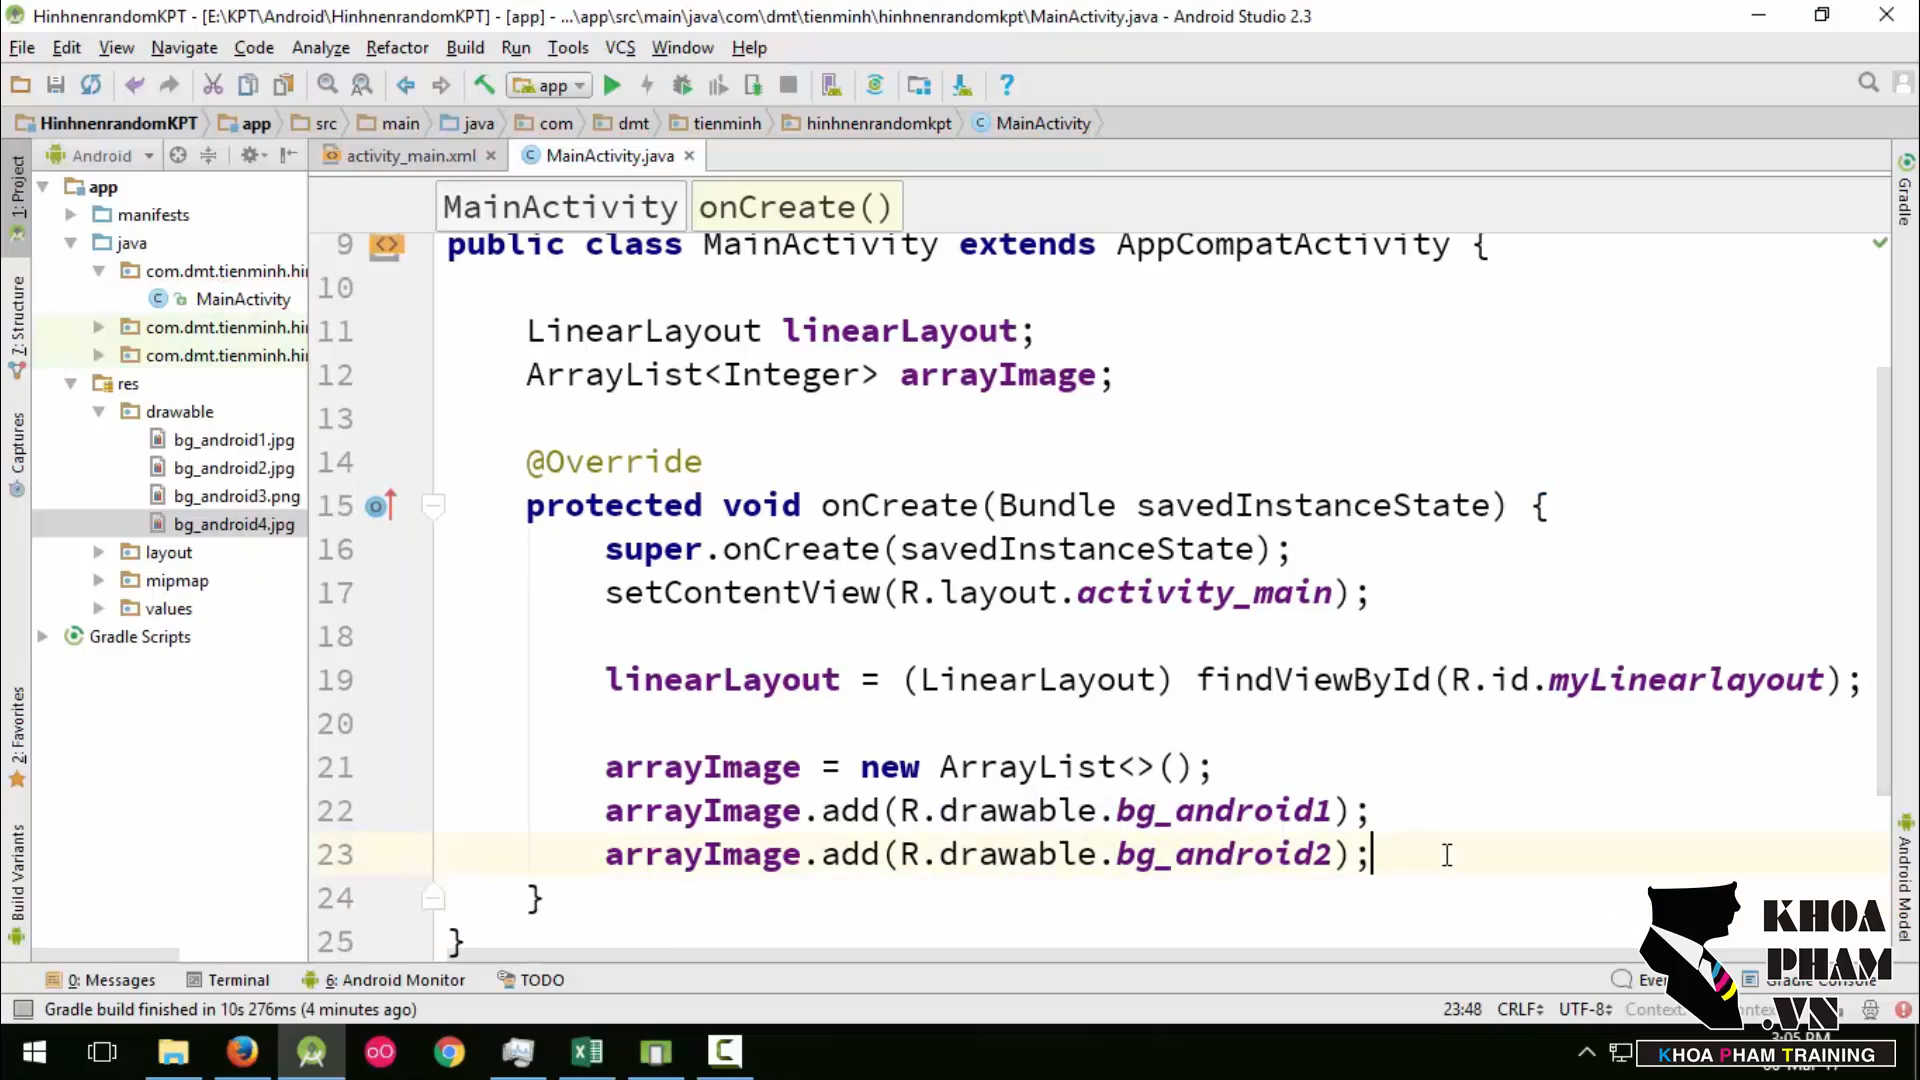 HinhnenrandomKPT - [E:\KPT\Android\HinhnenrandomKPT] - [app] - ...\app\src\main\java\com\dmt\tienminh\hinhnenrandomkpt\MainActivity.java - Android Studio 2.3
File Edit View Navigate Code Analyze Refactor Build Run Tools VCS Window Help
app
HinhnenrandomKPT app src main java com dmt tienminh hinhnenrandomkpt MainActivity
Android activity_main.xml MainActivity.java
1: Project
7: Structure
Captures
2: Favorites
Build Variants
app
manifests
java
com.dmt.tienminh.hi
MainActivity
com.dmt.tienminh.hi
com.dmt.tienminh.hi
res
drawable
bg_android1.jpg
bg_android2.jpg
bg_android3.png
bg_android4.jpg
layout
mipmap
values
Gradle Scripts
MainActivity onCreate()
9 public class MainActivity extends AppCompatActivity {
10
11 LinearLayout linearLayout;
12 ArrayList<Integer> arrayImage;
13
14 @Override
15 protected void onCreate(Bundle savedInstanceState) {
16 super.onCreate(savedInstanceState);
17 setContentView(R.layout.activity_main);
18
19 linearLayout = (LinearLayout) findViewById(R.id.myLinearlayout);
20
21 arrayImage = new ArrayList<>();
22 arrayImage.add(R.drawable.bg_android1);
23 arrayImage.add(R.drawable.bg_android2);
24 }
25 }
Gradle
Android Model
0: Messages Terminal 6: Android Monitor TODO
Gradle build finished in 10s 276ms (4 minutes ago) 23:48 CRLF UTF-8
KHOA
PHAM
.VN
KHOA PHAM TRAINING